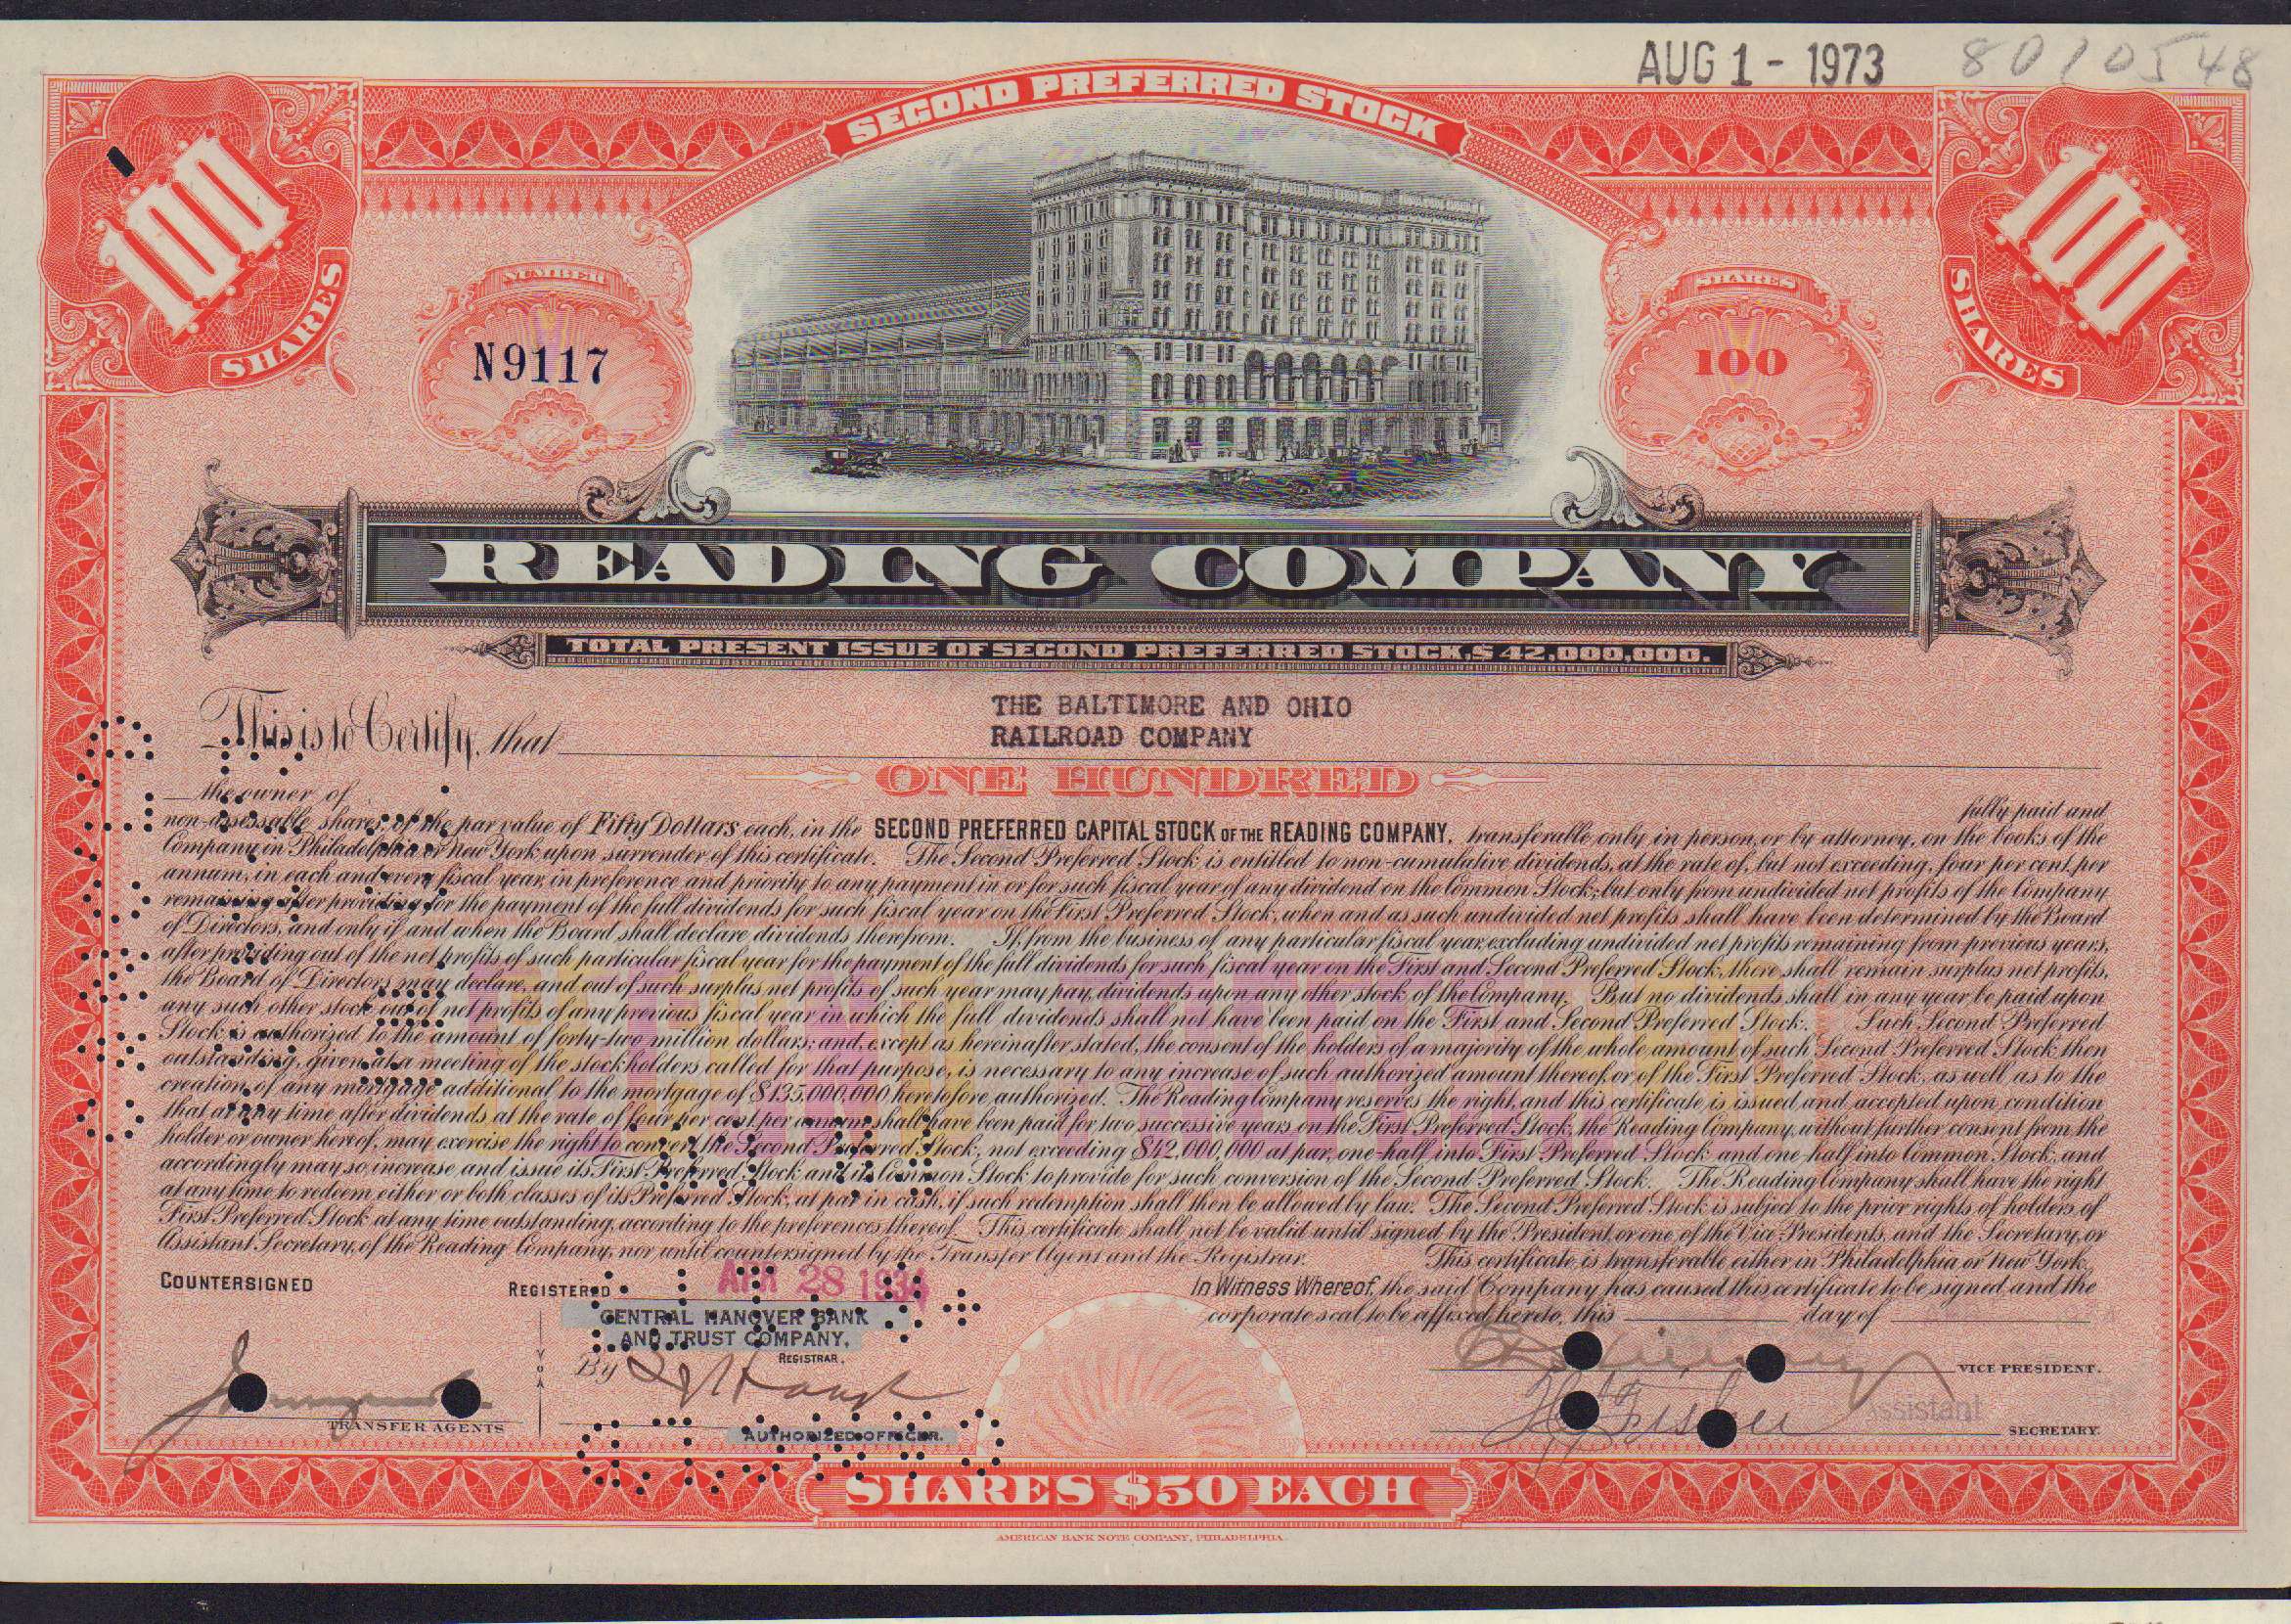 AUG 1 - 1973 8010548
SECOND PREFERRED STOCK
100
SHARES
100
SHARES
NUMBER
N9117
SHARES
100
READING COMPANY
TOTAL PRESENT ISSUE OF SECOND PREFERRED STOCK, $42,000,000.
THE BALTIMORE AND OHIO
This is to Certify, that RAILROAD COMPANY
ONE HUNDRED
the owner of fully paid and
non-assessable shares, of the par value of Fifty Dollars each, in the SECOND PREFERRED CAPITAL STOCK OF THE READING COMPANY, transferable only in person, or by attorney, on the books of the
Company in Philadelphia or New York upon surrender of this certificate. The Second Preferred Stock is entitled to non-cumulative dividends, at the rate of, but not exceeding, four per cent, per
annum, in each and every fiscal year, in preference and priority to any payment in or for such fiscal year of any dividend on the Common Stock; but only from undivided net profits of the Company
remaining after providing for the payment of the full dividends for such fiscal year on the First Preferred Stock, when and as such undivided net profits shall have been determined by the Board
of Directors, and only if and when the Board shall declare dividends therefrom. If, from the business of any particular fiscal year, excluding undivided net profits remaining from previous years,
after providing out of the net profits of such particular fiscal year for the payment of the full dividends for such fiscal year on the First and Second Preferred Stock, there shall remain surplus net profits,
the Board of Directors may declare, and out of such surplus net profits of such year may pay, dividends upon any other stock of the Company. But no dividends shall in any year be paid upon
any such other stock out of net profits of any previous fiscal year in which the full dividends shall not have been paid on the First and Second Preferred Stock. Such Second Preferred
Stock is authorized to the amount of forty-two million dollars; and, except as hereinafter stated, the consent of the holders of a majority of the whole amount of such Second Preferred Stock then
outstanding, given at a meeting of the stockholders called for that purpose, is necessary to any increase of such authorized amount thereof, or of the First Preferred Stock, as well as to the
creation of any mortgage additional to the mortgage of $135,000,000 heretofore authorized. The Reading Company reserves the right, and this certificate is issued and accepted upon condition
that at any time after dividends at the rate of four per cent. per annum shall have been paid for two successive years on the First Preferred Stock, the Reading Company, without further consent from the
holder or owner hereof, may exercise the right to convert the Second Preferred Stock, not exceeding $42,000,000 at par, one-half into First Preferred Stock and one-half into Common Stock, and
accordingly may so increase, and issue its First Preferred Stock and its Common Stock to provide for such conversion of the Second Preferred Stock. The Reading Company shall have the right
at any time to redeem either or both classes of its Preferred Stock, at par in cash, if such redemption shall then be allowed by law. The Second Preferred Stock is subject to the prior rights of holders of
First Preferred Stock at any time outstanding, according to the preferences thereof. This certificate shall not be valid until signed by the President, or one of the Vice Presidents, and the Secretary, or
Assistant Secretary, of the Reading Company, nor until countersigned by the Transfer Agent and the Registrar. This certificate is transferable either in Philadelphia or New York.
COUNTERSIGNED
REGISTERED APR 28 1934
In Witness Whereof, the said Company has caused this certificate to be signed, and the
corporate seal to be affixed hereto, this day of
CENTRAL HANOVER BANK
AND TRUST COMPANY,
By REGISTRAR.
VICE PRESIDENT.
TRANSFER AGENTS
AUTHORIZED OFFICER.
H Fisher Assistant
SECRETARY.
SHARES $50 EACH
AMERICAN BANK NOTE COMPANY, PHILADELPHIA.